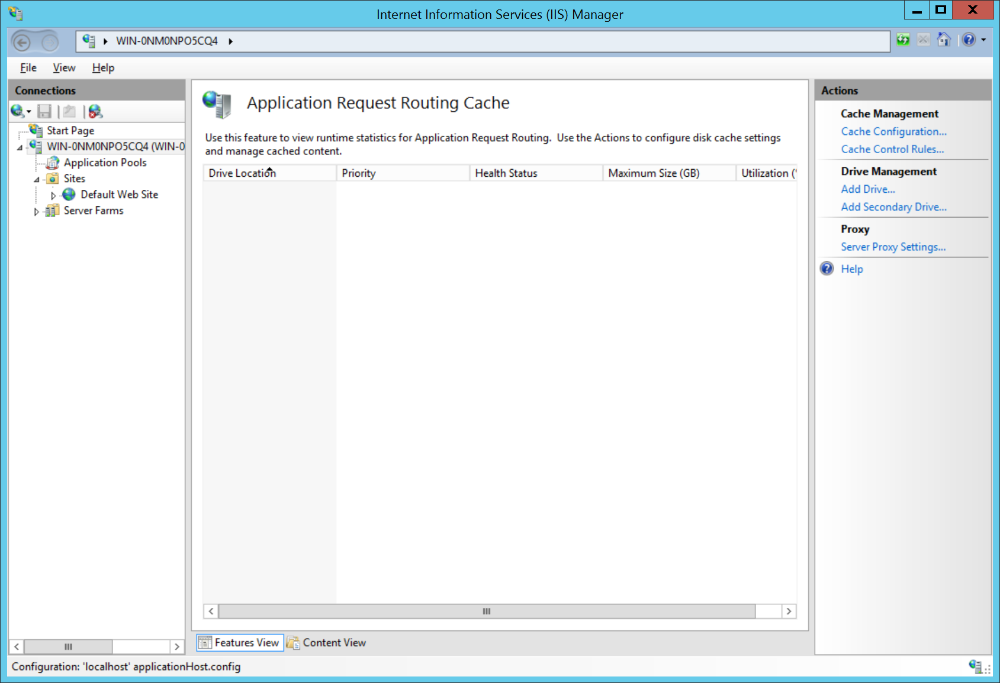 Internet Information Services (IIS) Manager
WIN-0NM0NPO5CQ4
File View Help
Connections
Start Page
WIN-0NM0NPO5CQ4 (WIN-0
Application Pools
Sites
Default Web Site
Server Farms
Application Request Routing Cache
Use this feature to view runtime statistics for Application Request Routing.  Use the Actions to configure disk cache settings
and manage cached content.
Drive Location Priority Health Status Maximum Size (GB) Utilization (
Features View Content View
Actions
Cache Management
Cache Configuration...
Cache Control Rules...
Drive Management
Add Drive...
Add Secondary Drive...
Proxy
Server Proxy Settings...
Help
Configuration: 'localhost' applicationHost.config